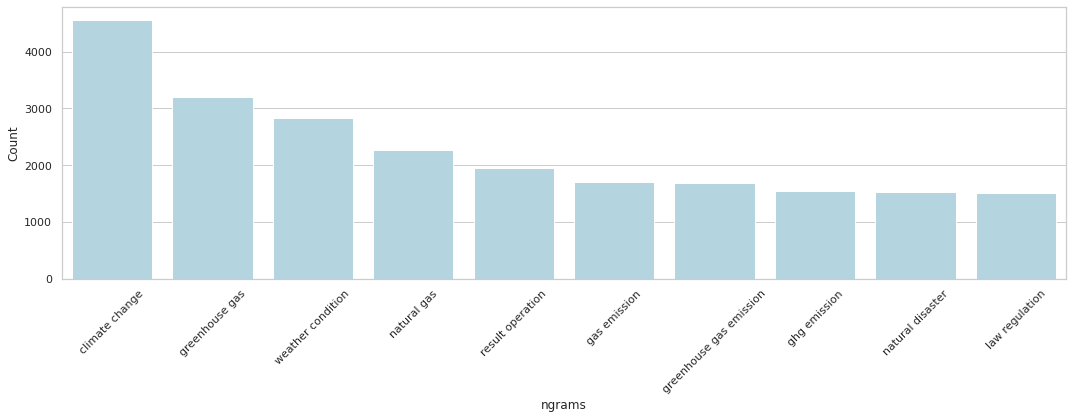 4000
3000
2000
1000
0
Count
climate change
greenhouse gas
weather condition
natural gas
result operation
gas emission
greenhouse gas emission
ghg emission
natural disaster
law regulation
ngrams